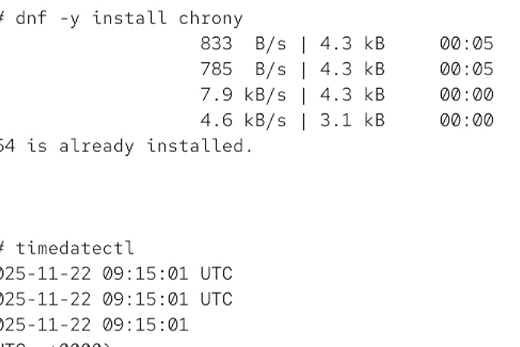 # dnf -y install chrony
833 B/s | 4.3 kB 00:05
785 B/s | 4.3 kB 00:05
7.9 kB/s | 4.3 kB 00:00
4.6 kB/s | 3.1 kB 00:00
64 is already installed.
# timedatectl
025-11-22 09:15:01 UTC
025-11-22 09:15:01 UTC
025-11-22 09:15:01